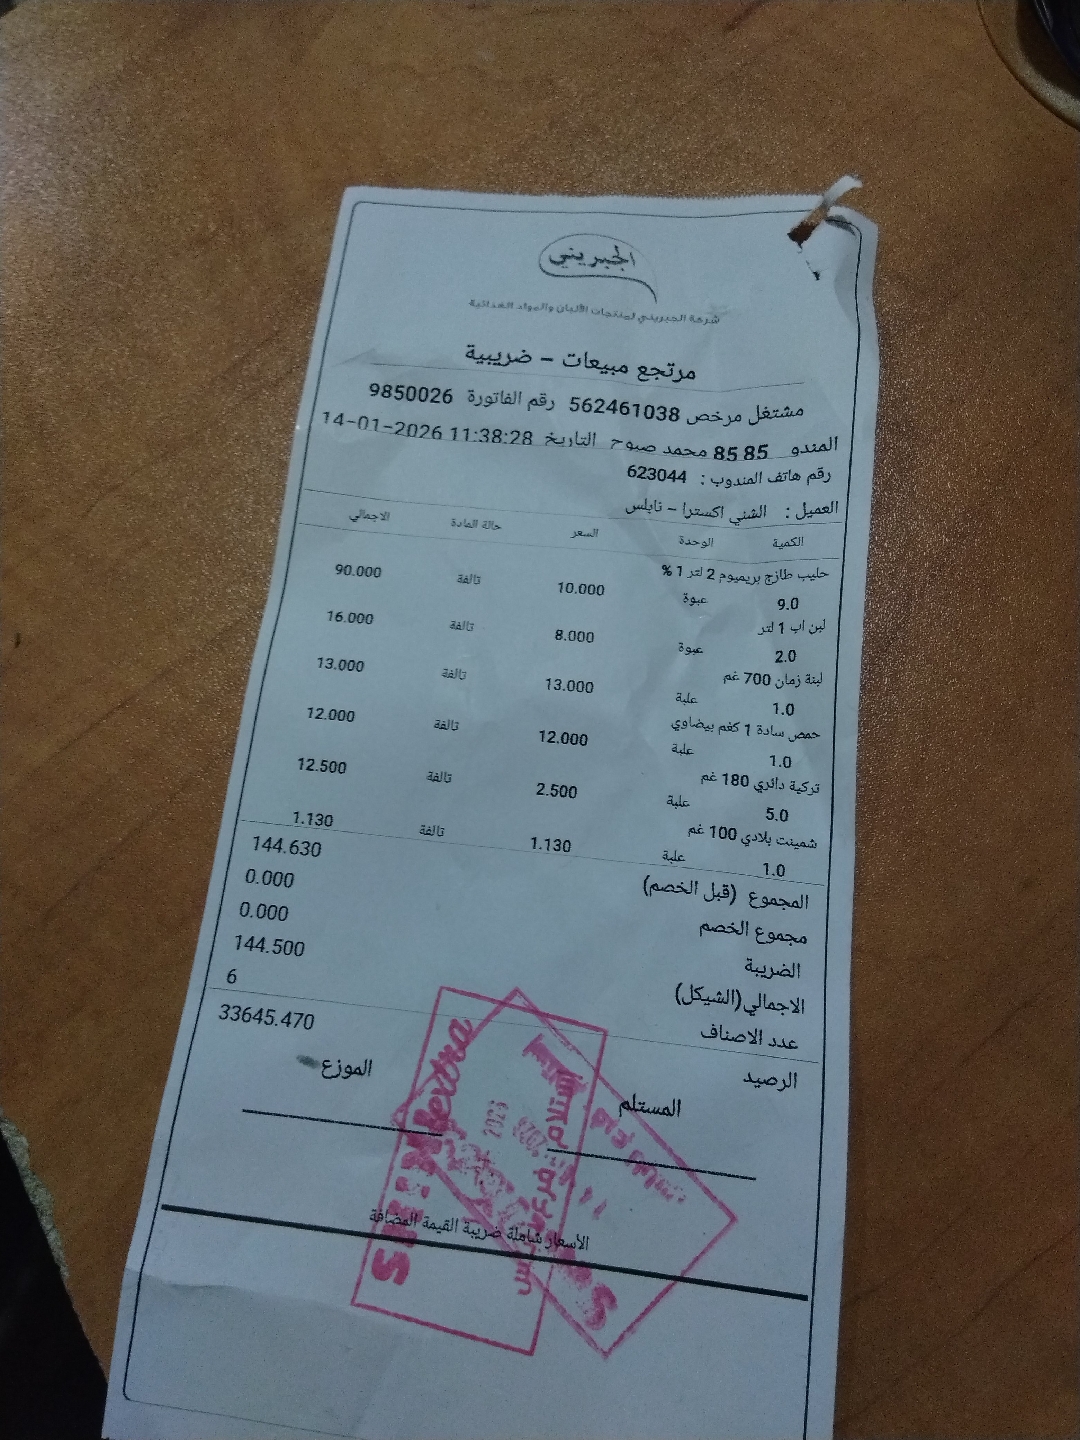 الجبريني
شركة الجبريني لمنتجات الألبان والمواد الغذائية
مرتجع مبيعات - ضريبية
مشتغل مرخص 562461038 رقم الفاتورة 9850026
المندو 85 85 محمد صبوح التاريخ 14-01-2026 11:38:28
رقم هاتف المندوب : 623044
العميل : الشني اكسترا - نابلس
الكمية الوحدة السعر حالة المادة الاجمالي
حليب طازج بريميوم 2 لتر 1 %
9.0 عبوة 10.000 تالفة 90.000
لبن اب 1 لتر
2.0 عبوة 8.000 تالفة 16.000
لبنة زمان 700 غم
1.0 علبة 13.000 تالفة 13.000
حمص سادة 1 كغم بيضاوي
1.0 علبة 12.000 تالفة 12.000
تركية دائري 180 غم
5.0 علبة 2.500 تالفة 12.500
شمينت بلادي 100 غم
1.0 علبة 1.130 تالفة 1.130
المجموع (قبل الخصم) 144.630
مجموع الخصم 0.000
الضريبة 0.000
الاجمالي(الشيكل) 144.500
عدد الاصناف 6
الرصيد 33645.470
المستلم الموزع
extra
استلام
فرع
الأسعار شاملة ضريبة القيمة المضافة